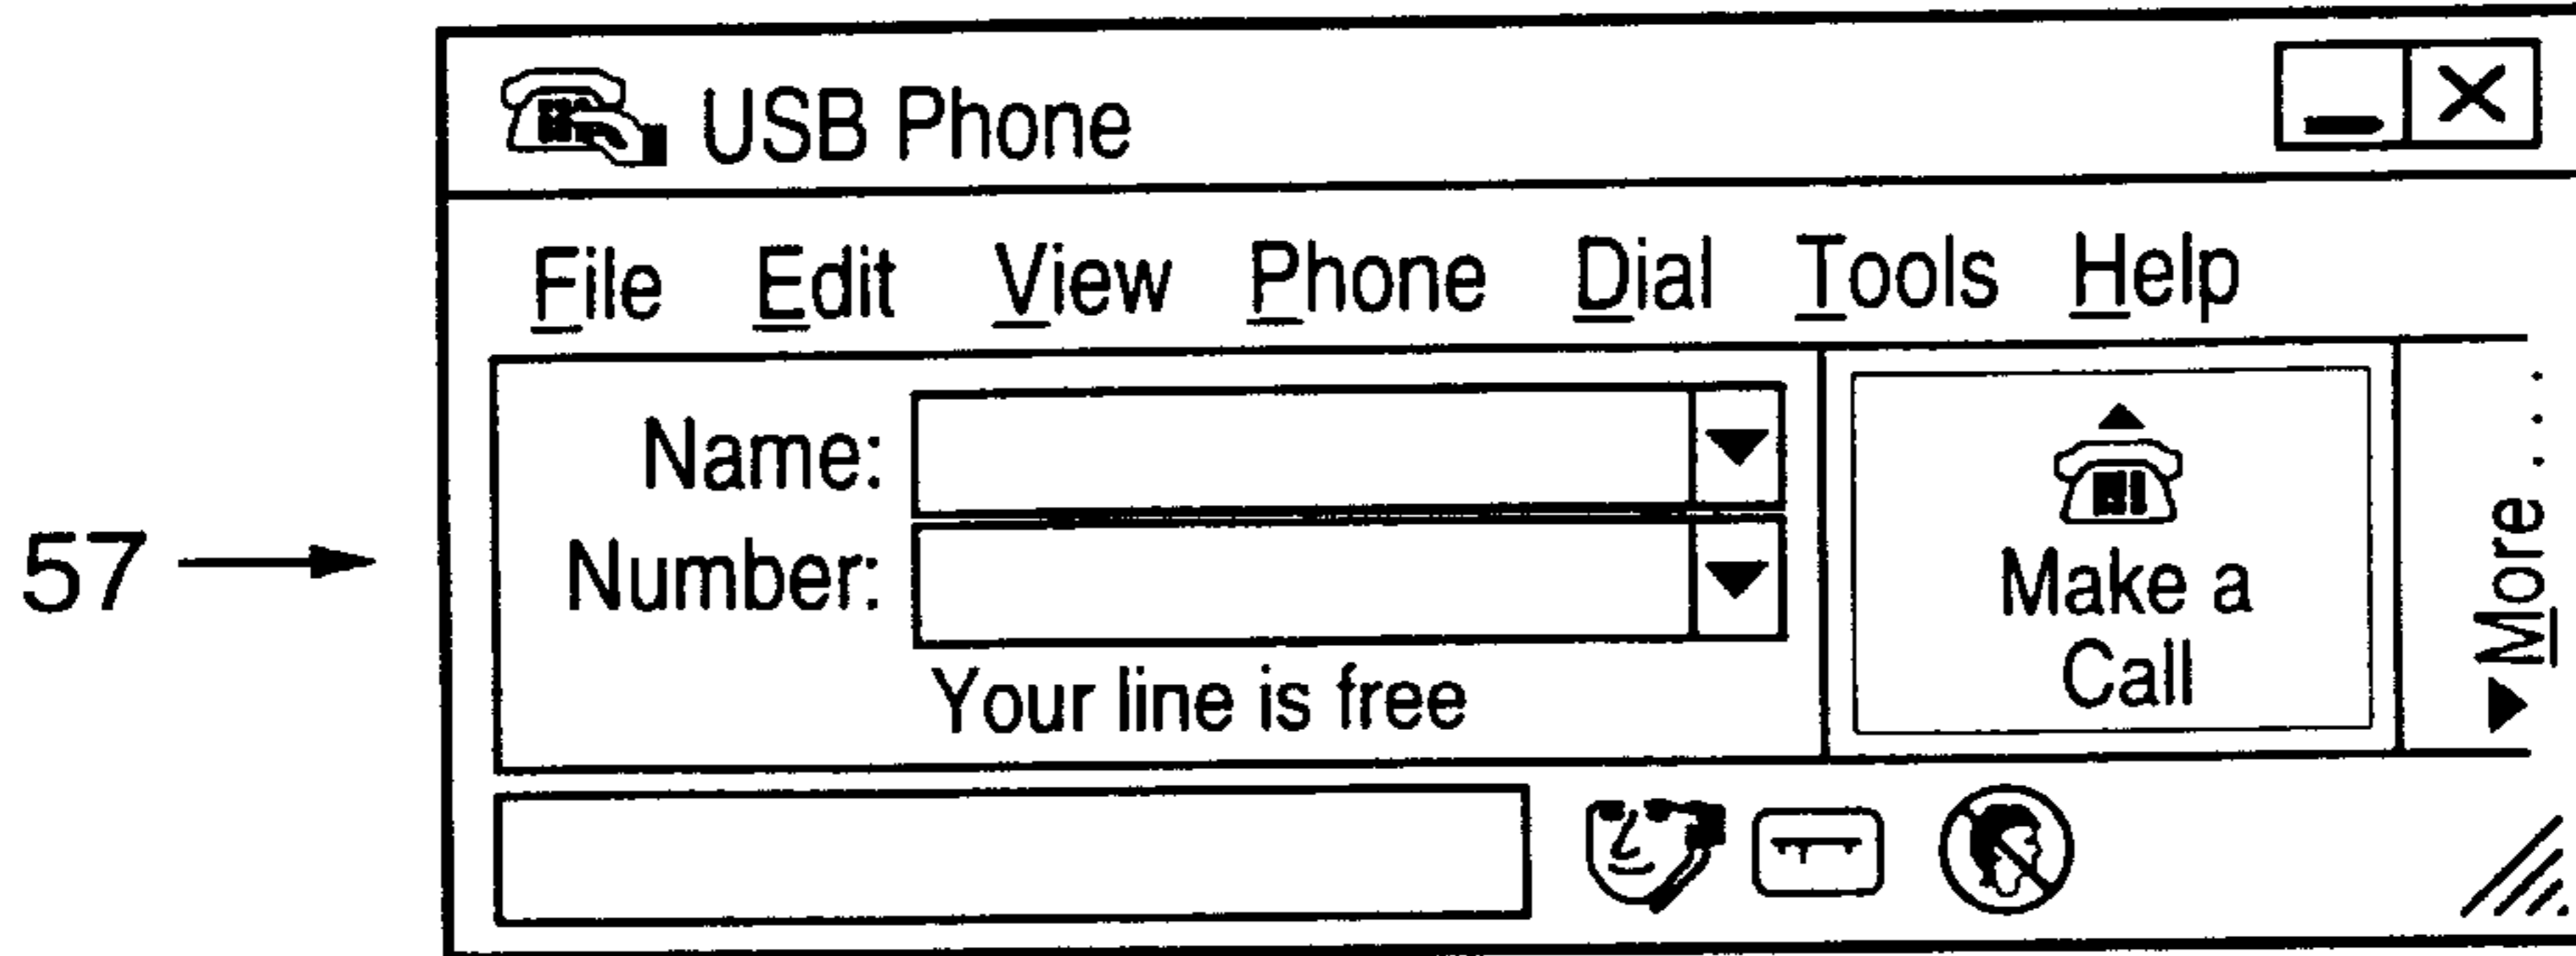 USB Phone
File Edit View Phone Dial Tools Help
Name:
Number:
Your line is free
Make a
Call
More . . .
57